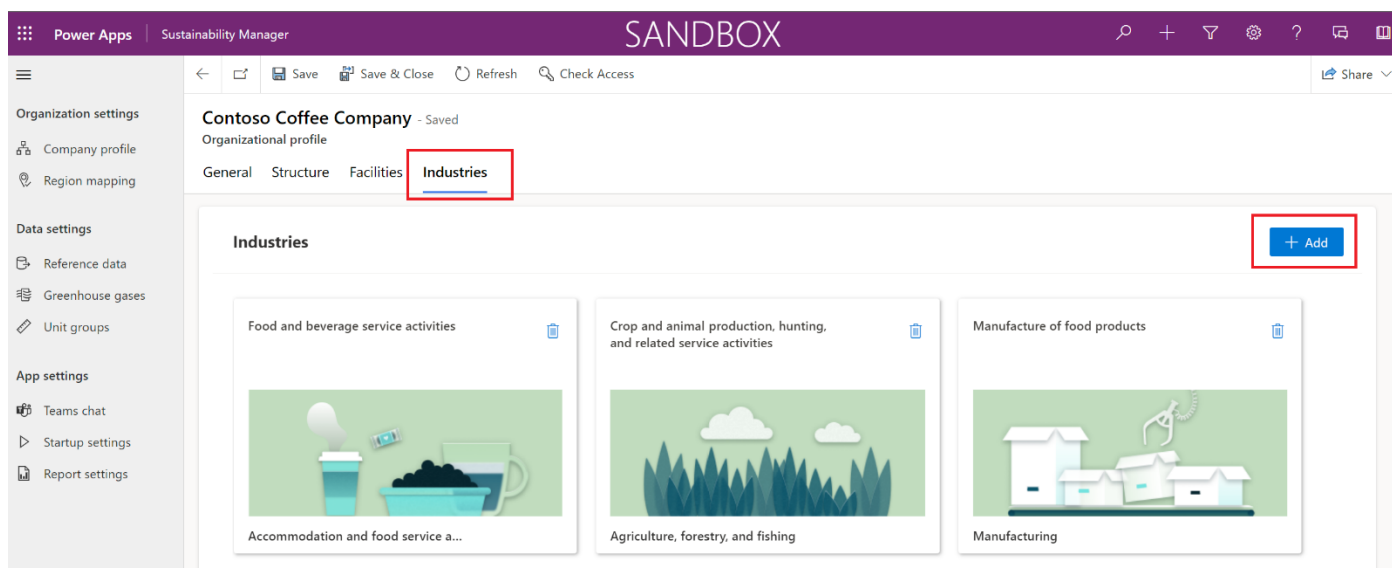 Power Apps Sustainability Manager SANDBOX
Save Save & Close Refresh Check Access Share
Organization settings
Company profile
Region mapping
Data settings
Reference data
Greenhouse gases
Unit groups
App settings
Teams chat
Startup settings
Report settings
Contoso Coffee Company - Saved
Organizational profile
General Structure Facilities Industries
Industries
+ Add
Food and beverage service activities
Accommodation and food service a...
Crop and animal production, hunting,
and related service activities
Agriculture, forestry, and fishing
Manufacture of food products
Manufacturing